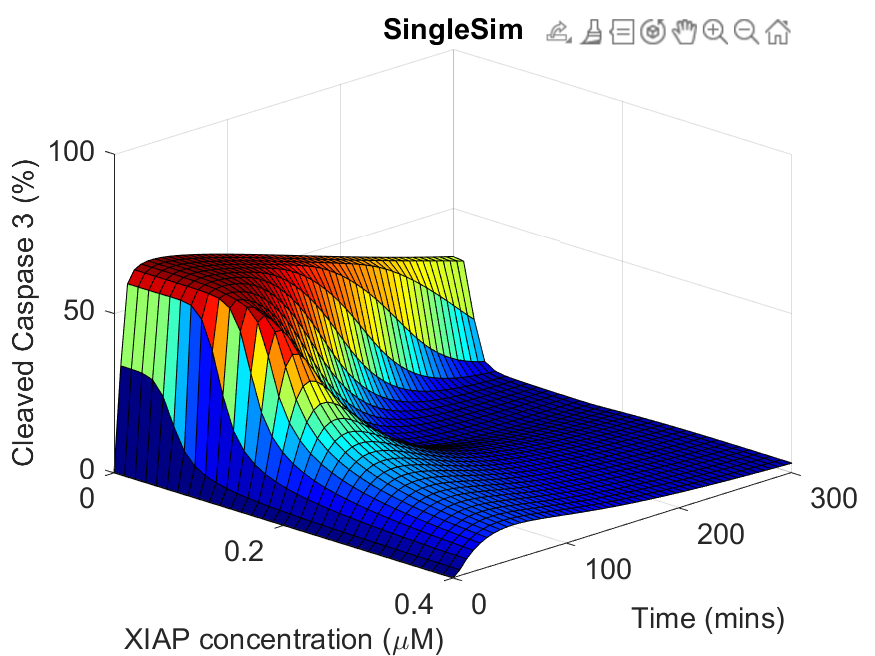 SingleSim
100
50
0
Cleaved Caspase 3 (%)
0
0.2
0.4
XIAP concentration (μM)
0
100
200
300
Time (mins)